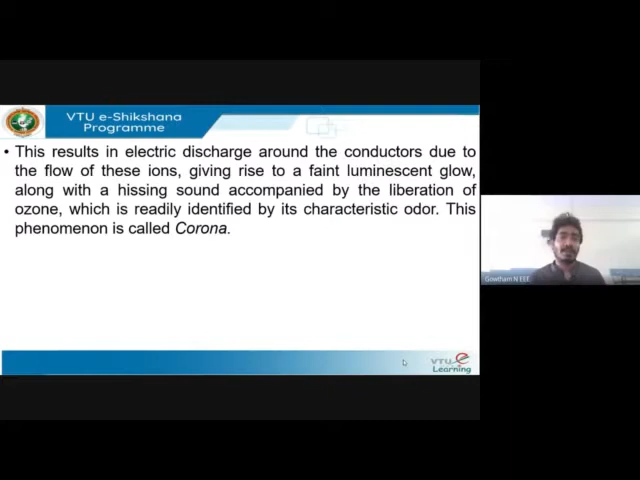 VTU e-Shikshana
Programme
• This results in electric discharge around the conductors due to
the flow of these ions, giving rise to a faint luminescent glow,
along with a hissing sound accompanied by the liberation of
ozone, which is readily identified by its characteristic odor. This
phenomenon is called Corona.
Gowtham N EEE
VTU e
Learning